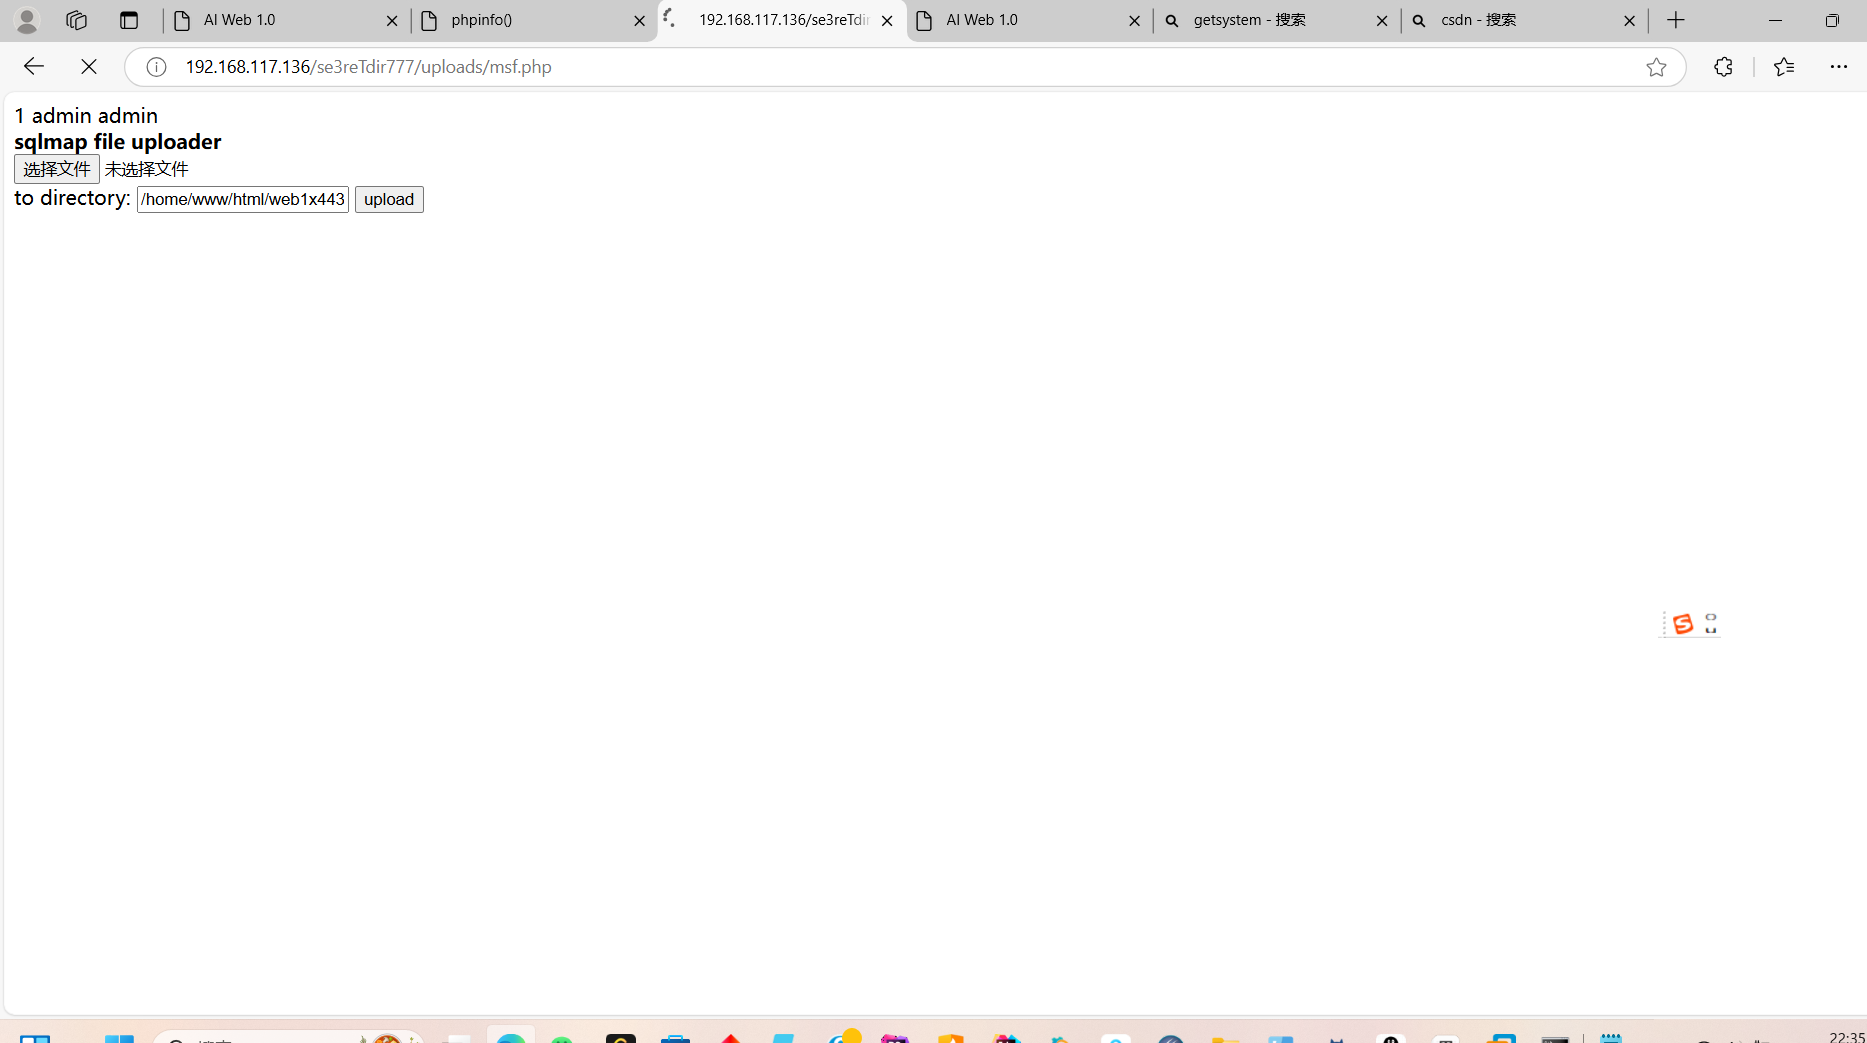 AI Web 1.0
phpinfo()
192.168.117.136/se3reTdir
AI Web 1.0
getsystem - 搜索
csdn - 搜索
192.168.117.136/se3reTdir777/uploads/msf.php
1 admin admin
sqlmap file uploader
选择文件 未选择文件
to directory: /home/www/html/web1x443 upload
22:35